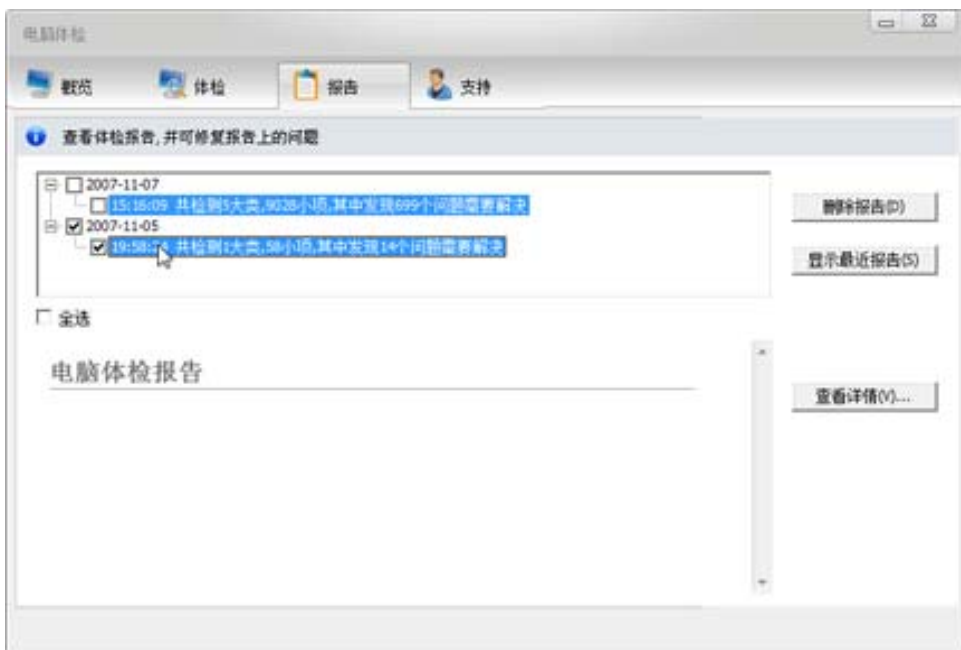 电脑体检
概览 体检 报告 支持
查看体检报告,并可修复报告上的问题
2007-11-07
15:16:09 共检测5大类,9028小项,其中发现699个问题需要解决
2007-11-05
共检测1大类,58小项,其中发现14个问题需要解决
删除报告(D)
显示最近报告(S)
全选
电脑体检报告
查看详情(V)...